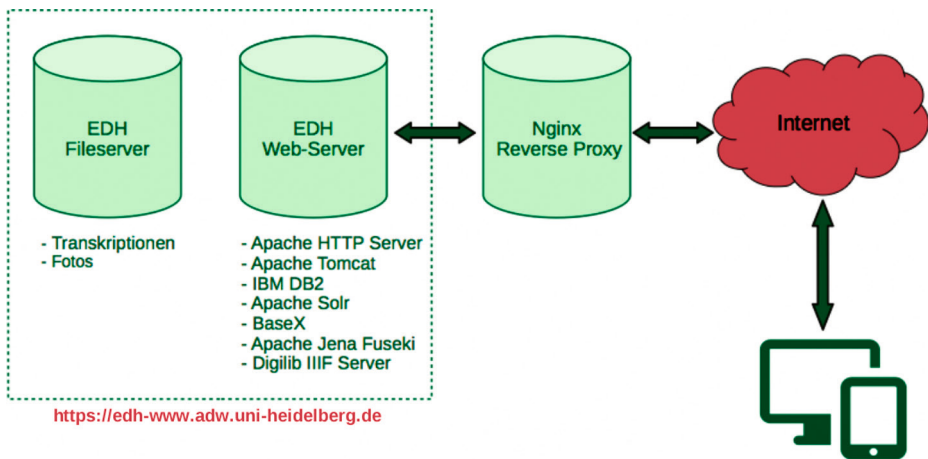 EDH
Fileserver
- Transkriptionen
- Fotos
EDH
Web-Server
- Apache HTTP Server
- Apache Tomcat
- IBM DB2
- Apache Solr
- BaseX
- Apache Jena Fuseki
- Digilib IIIF Server
Nginx
Reverse Proxy
Internet
https://edh-www.adw.uni-heidelberg.de